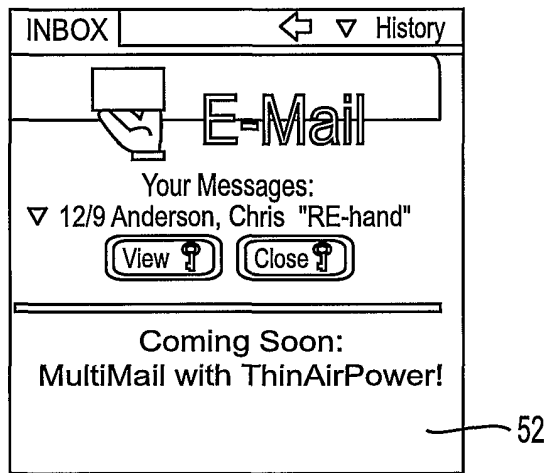 INBOX ▽ History
E-Mail
Your Messages:
▽ 12/9 Anderson, Chris "RE-hand"
View Close
Coming Soon:
MultiMail with ThinAirPower!
52